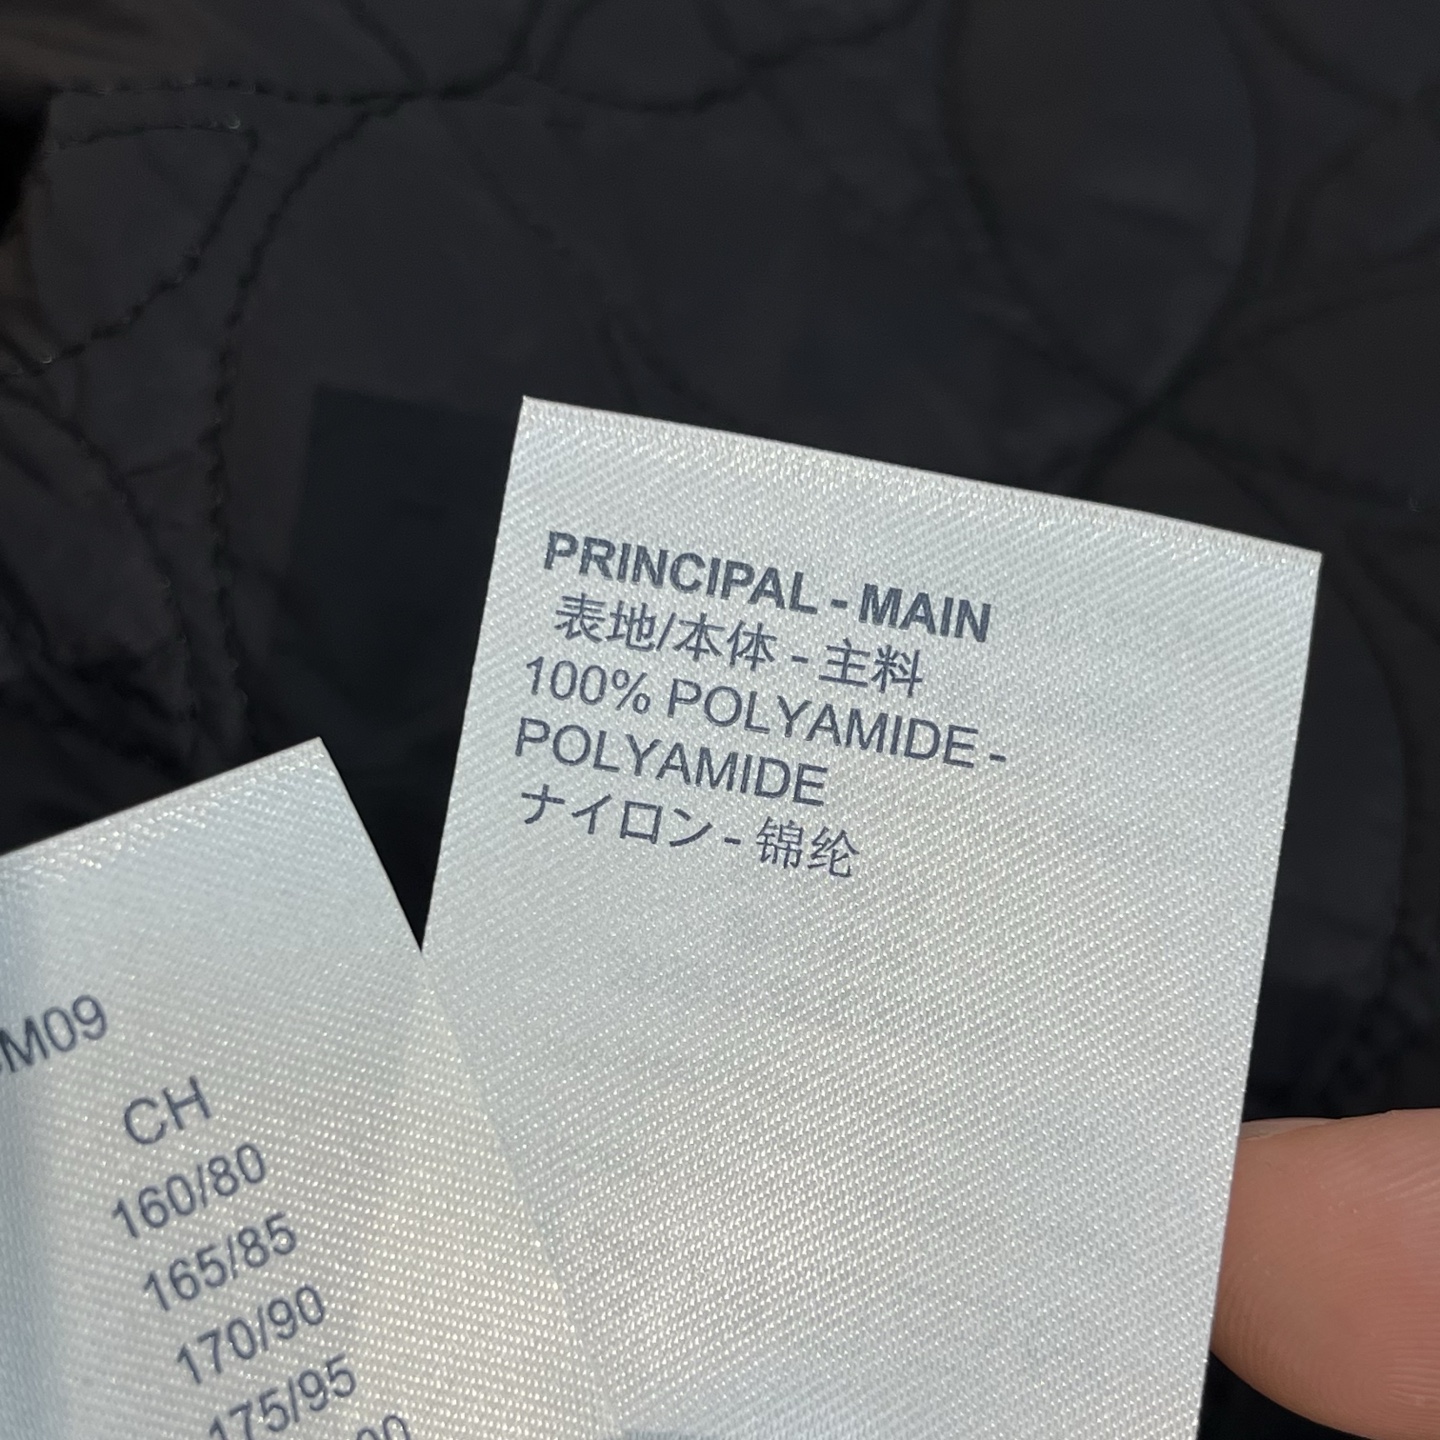 PRINCIPAL - MAIN
表地/本体 - 主料
100% POLYAMIDE -
POLYAMIDE
ナイロン - 锦纶
M09
CH
160/80
165/85
170/90
175/95